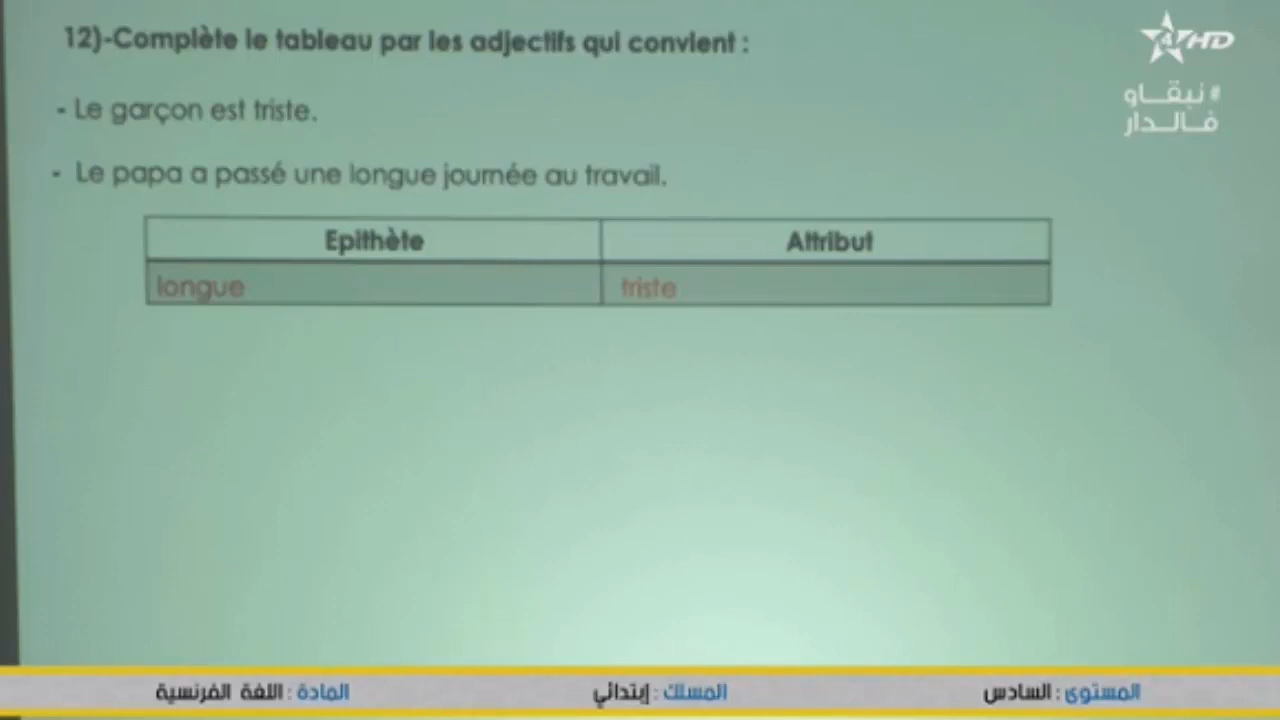 12)-Complète le tableau par les adjectifs qui convient :
4 HD
#نبقاو
فالدار
- Le garçon est triste.
- Le papa a passé une longue journée au travail.
Epithète Attribut
longue triste
المستوى : السادس المسلك : إبتدائي المادة : اللغة الفرنسية